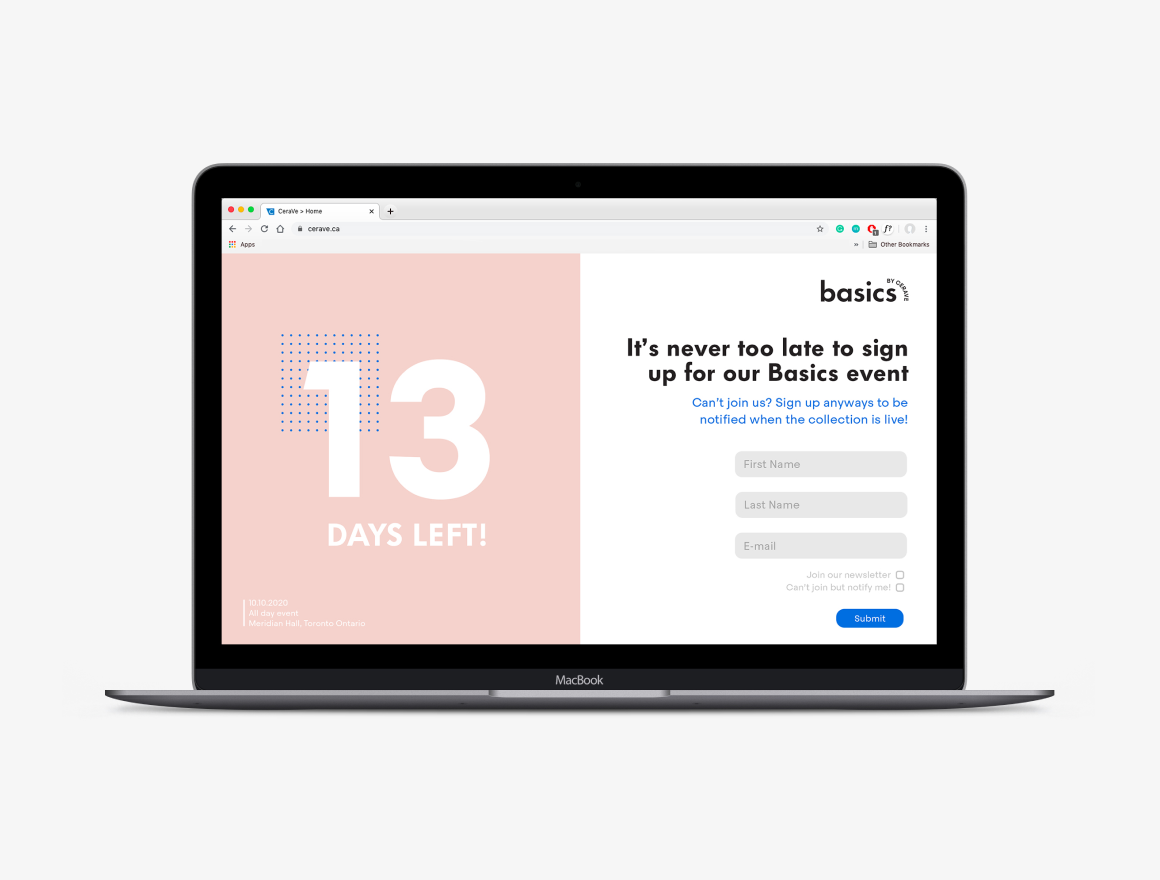 CeraVe > Home
cerave.ca
f?
Apps
»
Other Bookmarks
13
DAYS LEFT!
10.10.2020
All day event
Meridian Hall, Toronto Ontario
basics
BY CERAVE
It's never too late to sign
up for our Basics event
Can't join us? Sign up anyways to be
notified when the collection is live!
First Name
Last Name
E-mail
Join our newsletter
Can't join but notify me!
Submit
MacBook